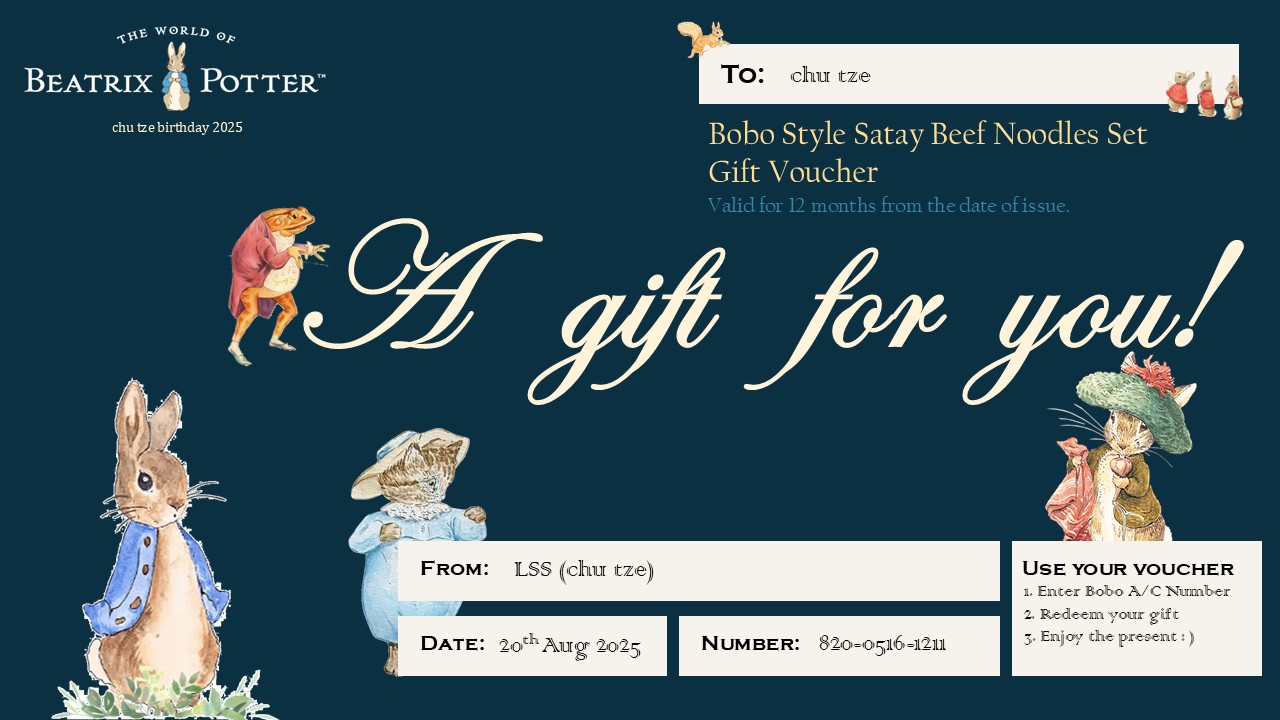 THE WORLD OF
BEATRIX POTTER™
chu tze birthday 2025
TO: chu tze
Bobo Style Satay Beef Noodles Set
Gift Voucher
Valid for 12 months from the date of issue.
A gift for you!
FROM: LSS (chu tze)
DATE: 20th Aug 2025
NUMBER: 820-0516-1211
USE YOUR VOUCHER
1. Enter Bobo A/C Number
2. Redeem your gift
3. Enjoy the present : )